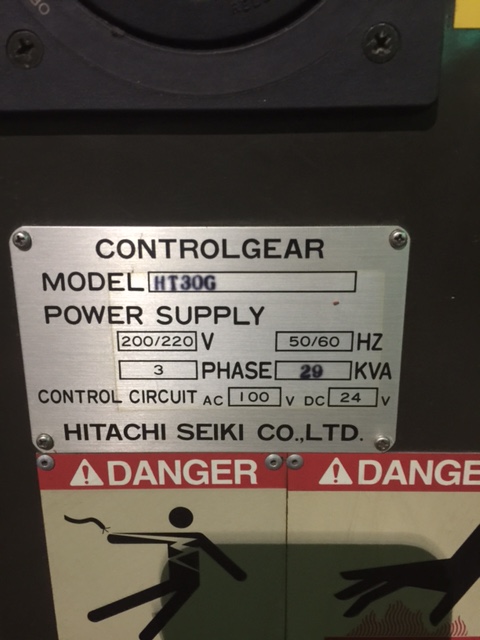 CONTROLGEAR
MODEL HT30G
POWER SUPPLY
200/220 V 50/60 HZ
3 PHASE 29 KVA
CONTROL CIRCUIT AC 100 V DC 24 V
HITACHI SEIKI CO.,LTD.
DANGER DANGE